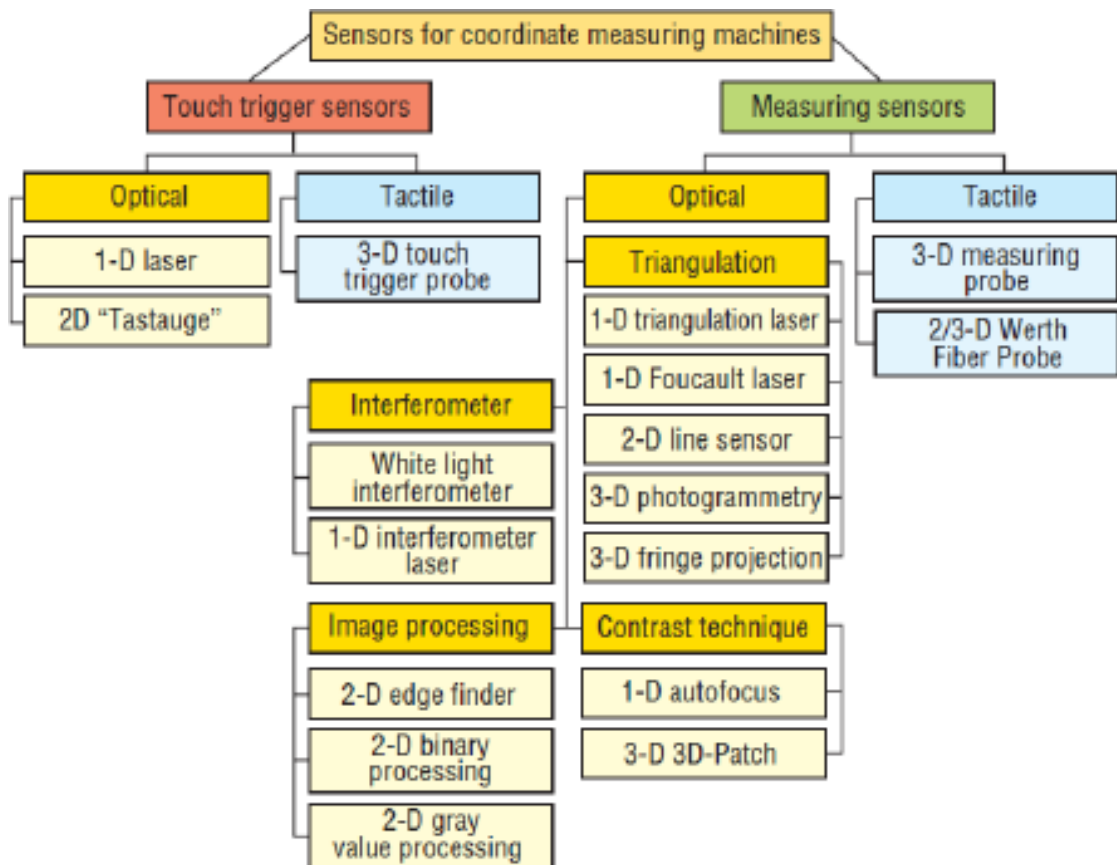 Sensors for coordinate measuring machines
Touch trigger sensors
Measuring sensors
Optical
Tactile
Optical
Tactile
1-D laser
2D “Tastauge”
3-D touch
trigger probe
Triangulation
1-D triangulation laser
1-D Foucault laser
2-D line sensor
3-D photogrammetry
3-D fringe projection
3-D measuring
probe
2/3-D Werth
Fiber Probe
Interferometer
White light
interferometer
1-D interferometer
laser
Image processing
2-D edge finder
2-D binary
processing
2-D gray
value processing
Contrast technique
1-D autofocus
3-D 3D-Patch